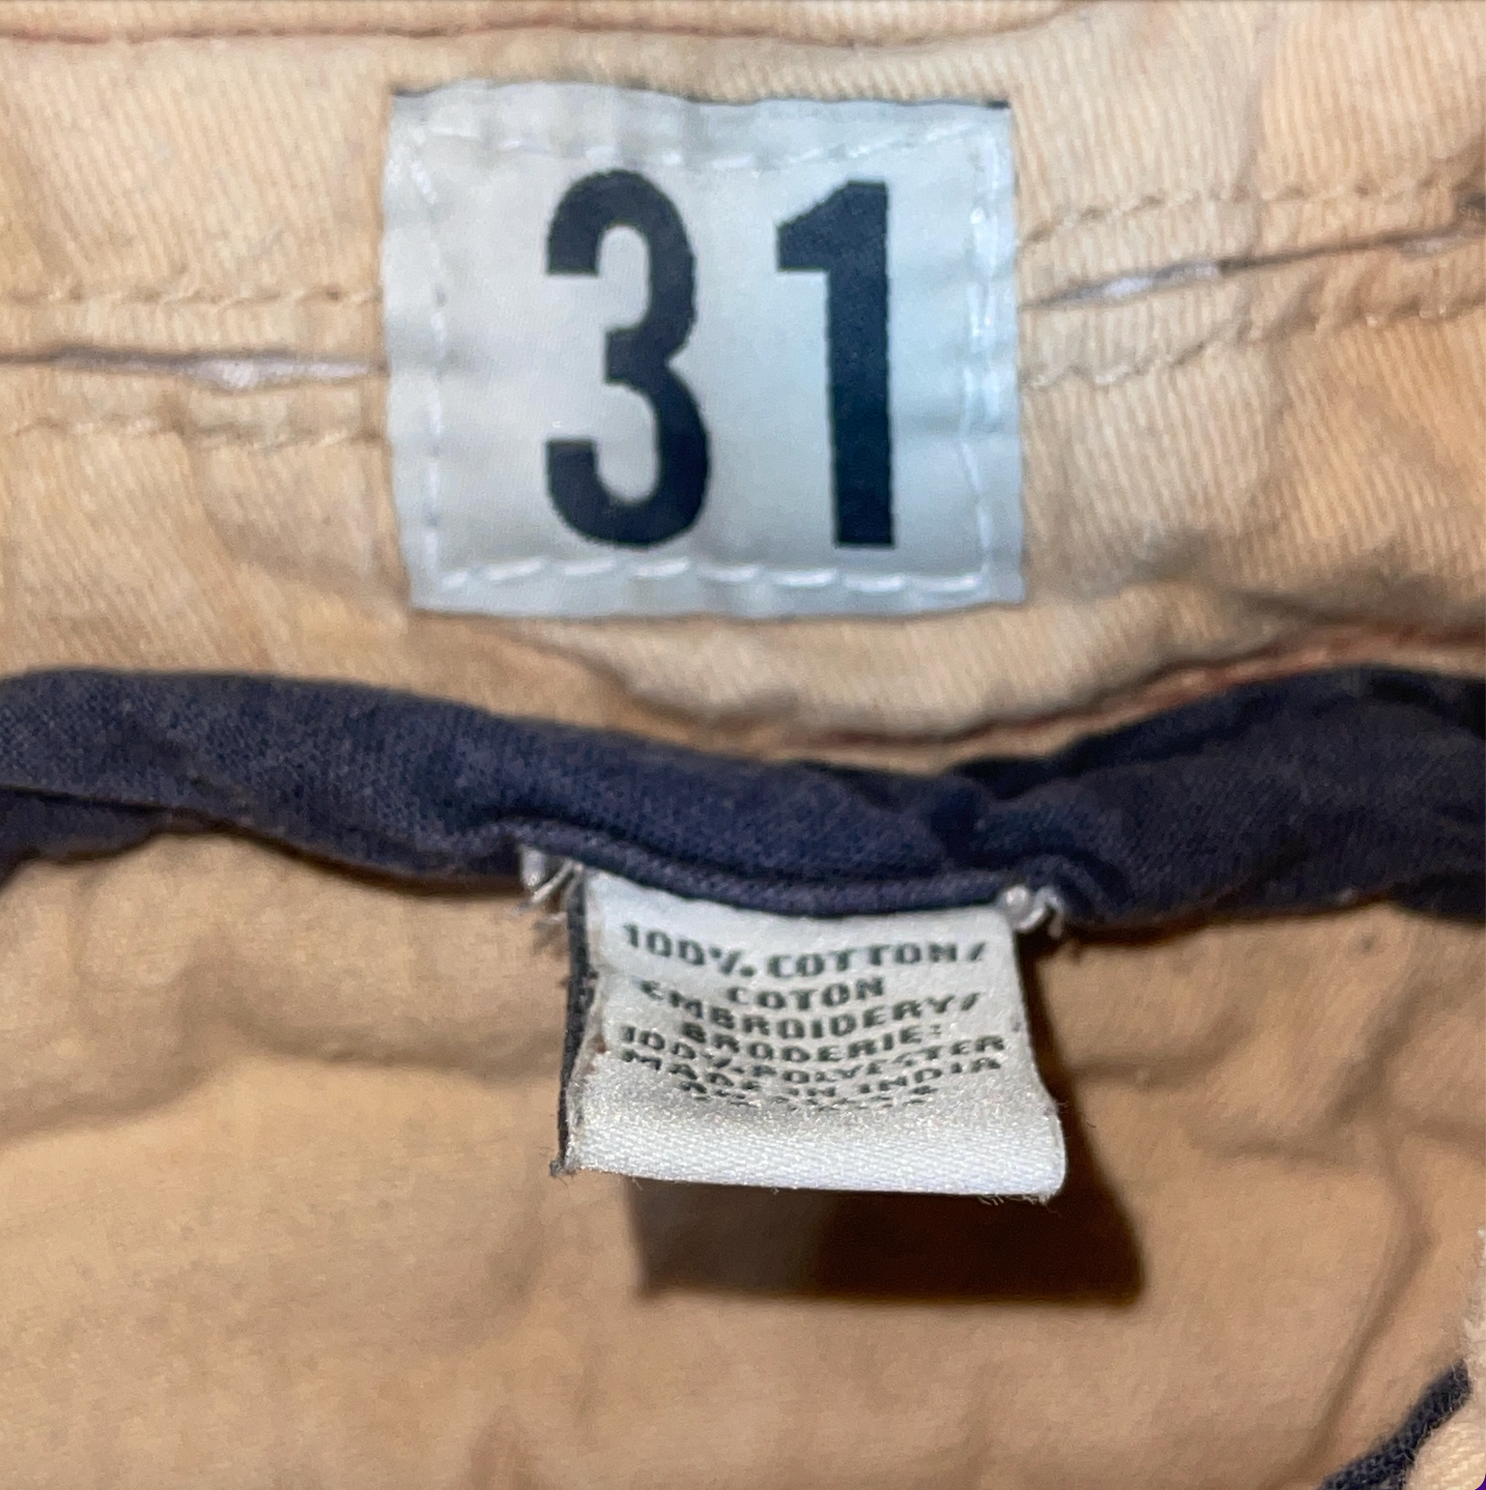 31
100% COTTON/
COTON
EMBROIDERY/
BRODERIE:
100% POLYESTER
MADE IN INDIA